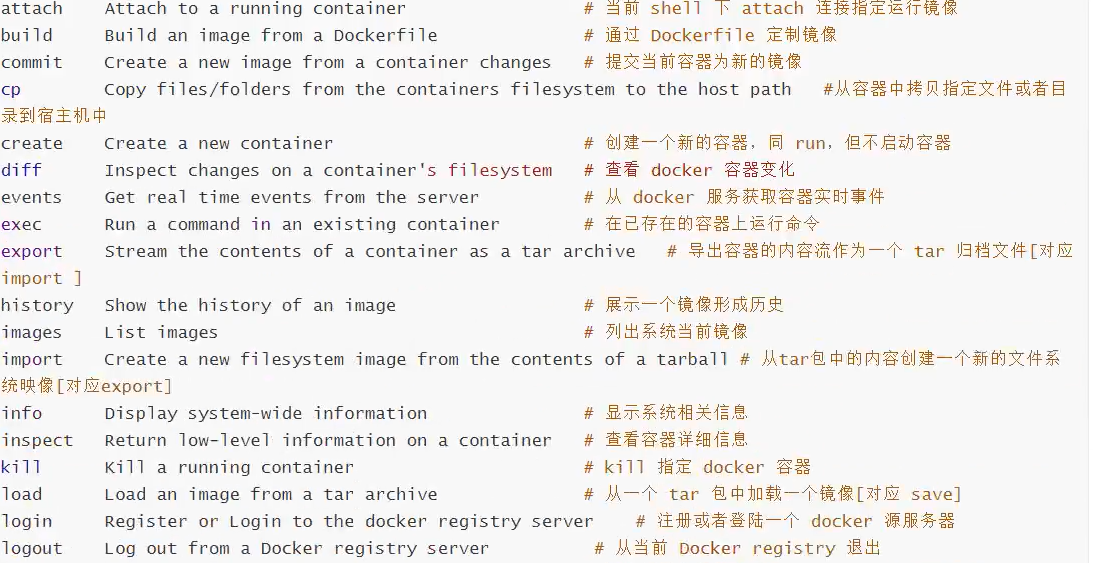 attach    Attach to a running container                 # 当前 shell 下 attach 连接指定运行镜像
build     Build an image from a Dockerfile              # 通过 Dockerfile 定制镜像
commit    Create a new image from a container changes   # 提交当前容器为新的镜像
cp        Copy files/folders from the containers filesystem to the host path   #从容器中拷贝指定文件或者目
录到宿主机中
create    Create a new container                        # 创建一个新的容器，同 run，但不启动容器
diff      Inspect changes on a container's filesystem   # 查看 docker 容器变化
events    Get real time events from the server          # 从 docker 服务获取容器实时事件
exec      Run a command in an existing container        # 在已存在的容器上运行命令
export    Stream the contents of a container as a tar archive   # 导出容器的内容流作为一个 tar 归档文件[对应
import ]
history   Show the history of an image                  # 展示一个镜像形成历史
images    List images                                   # 列出系统当前镜像
import    Create a new filesystem image from the contents of a tarball # 从tar包中的内容创建一个新的文件系
统映像[对应export]
info      Display system-wide information               # 显示系统相关信息
inspect   Return low-level information on a container   # 查看容器详细信息
kill      Kill a running container                      # kill 指定 docker 容器
load      Load an image from a tar archive              # 从一个 tar 包中加载一个镜像[对应 save]
login     Register or Login to the docker registry server    # 注册或者登陆一个 docker 源服务器
logout    Log out from a Docker registry server          # 从当前 Docker registry 退出